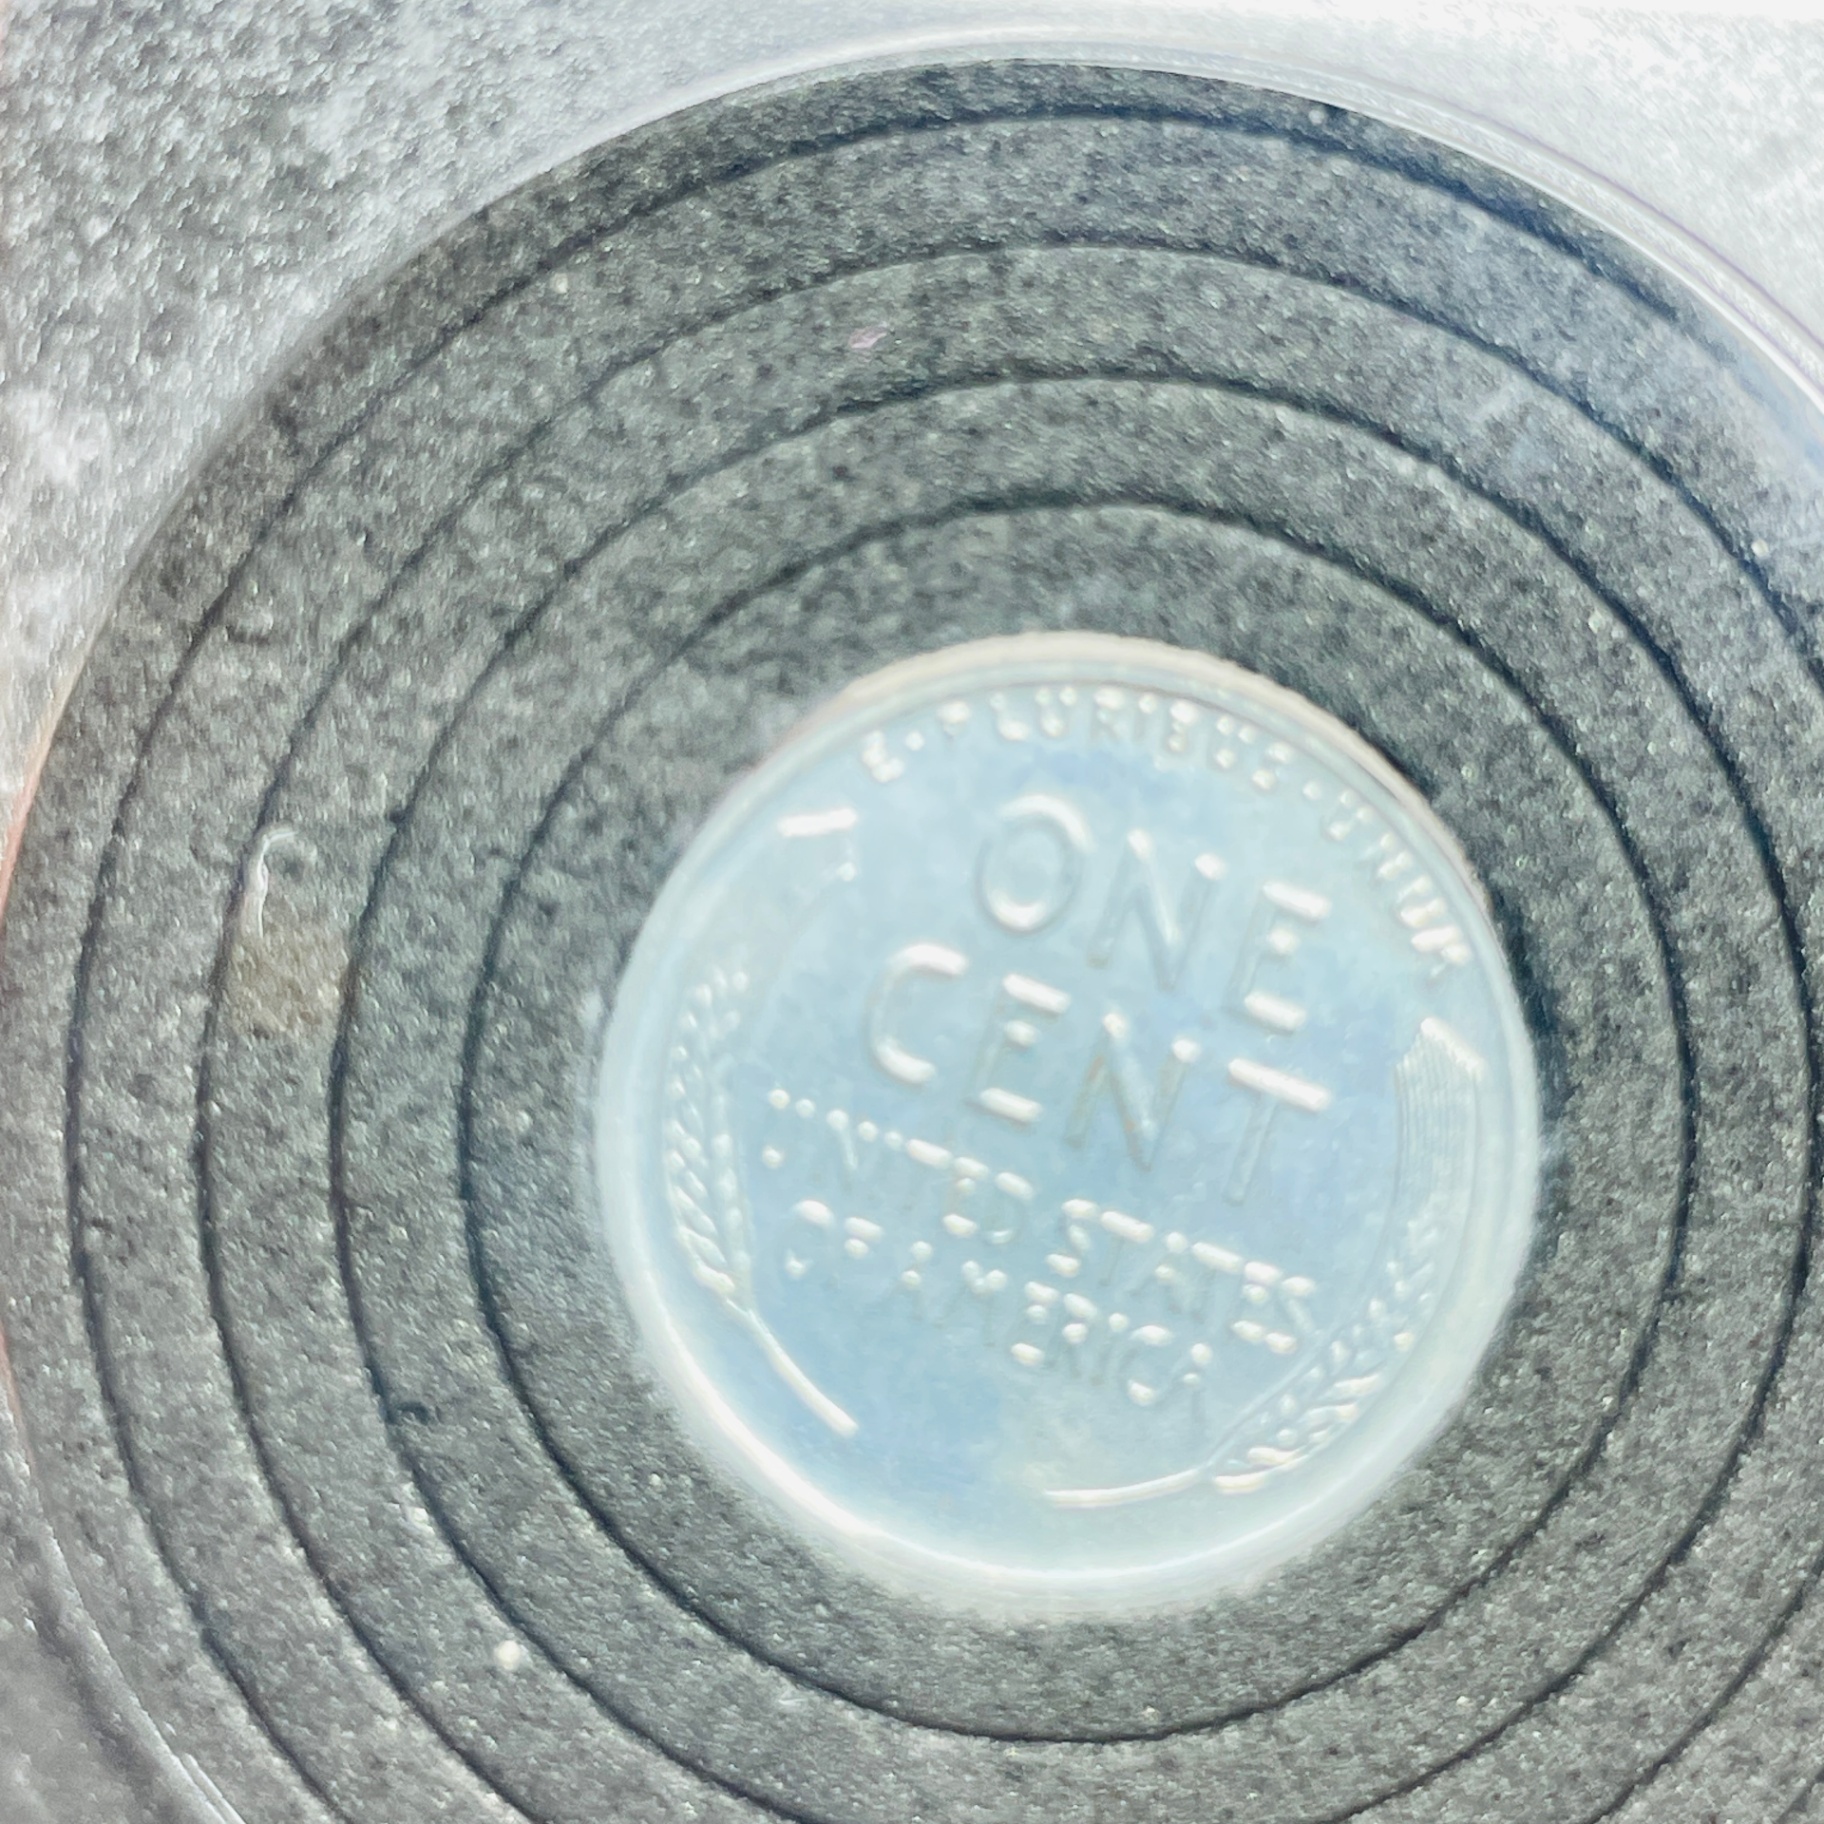 E·PLURIBUS·UNUM
ONE
CENT
UNITED STATES
OF AMERICA